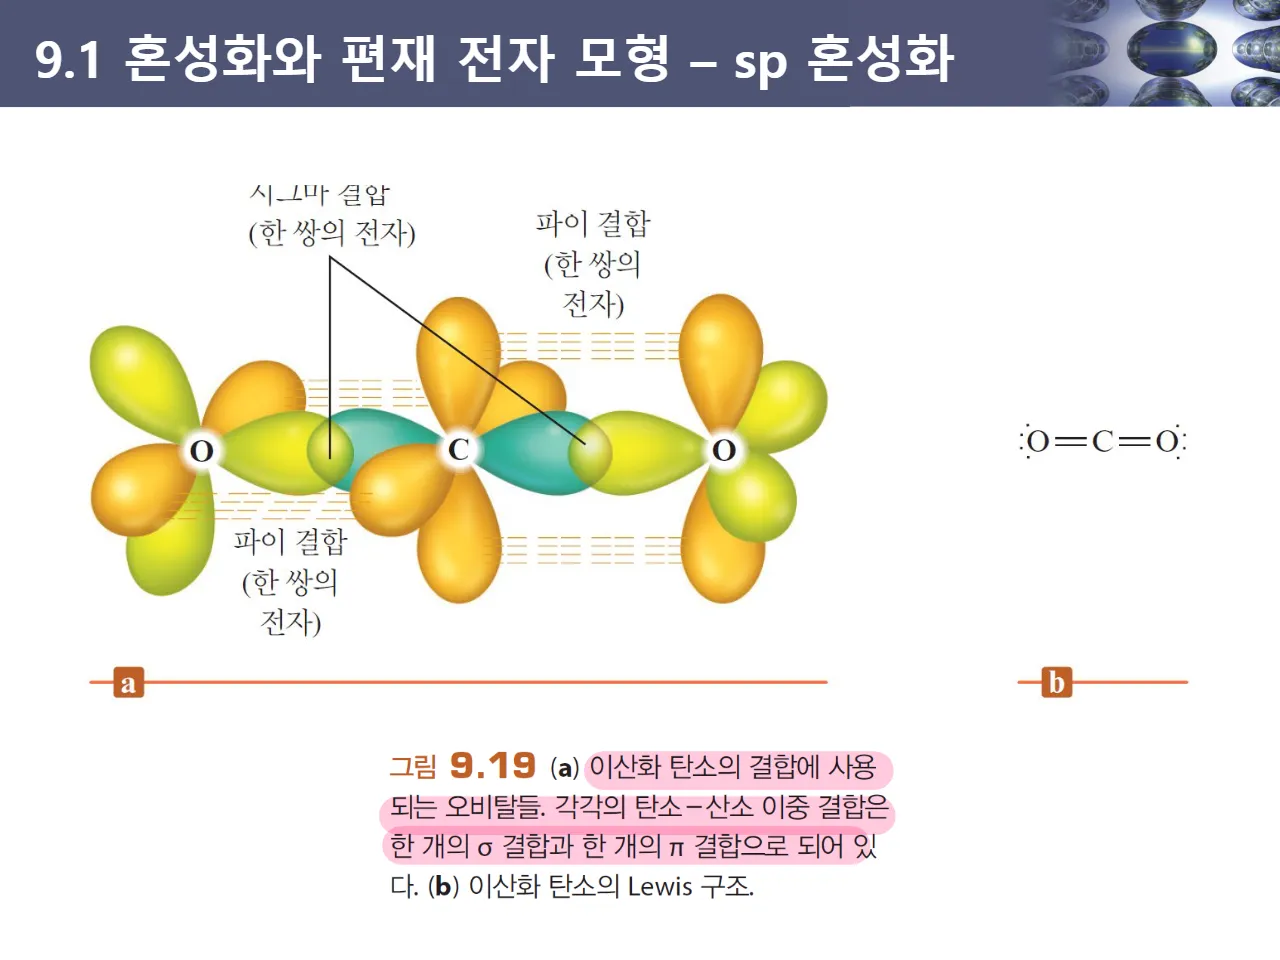 9.1 혼성화와 편재 전자 모형 – sp 혼성화
시그마 결합
(한 쌍의 전자)
파이 결합
(한 쌍의
전자)
O
C
O
파이 결합
(한 쌍의
전자)
a
:Ö=C=Ö:
b
그림 9.19 (a) 이산화 탄소의 결합에 사용
되는 오비탈들. 각각의 탄소–산소 이중 결합은
한 개의 σ 결합과 한 개의 π 결합으로 되어 있
다. (b) 이산화 탄소의 Lewis 구조.